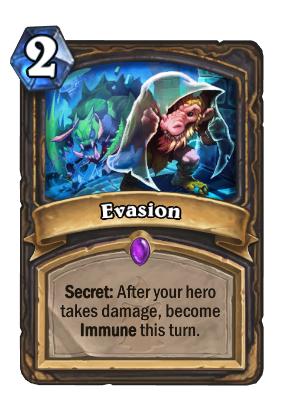 2
Evasion
Secret: After your hero
takes damage, become
Immune this turn.